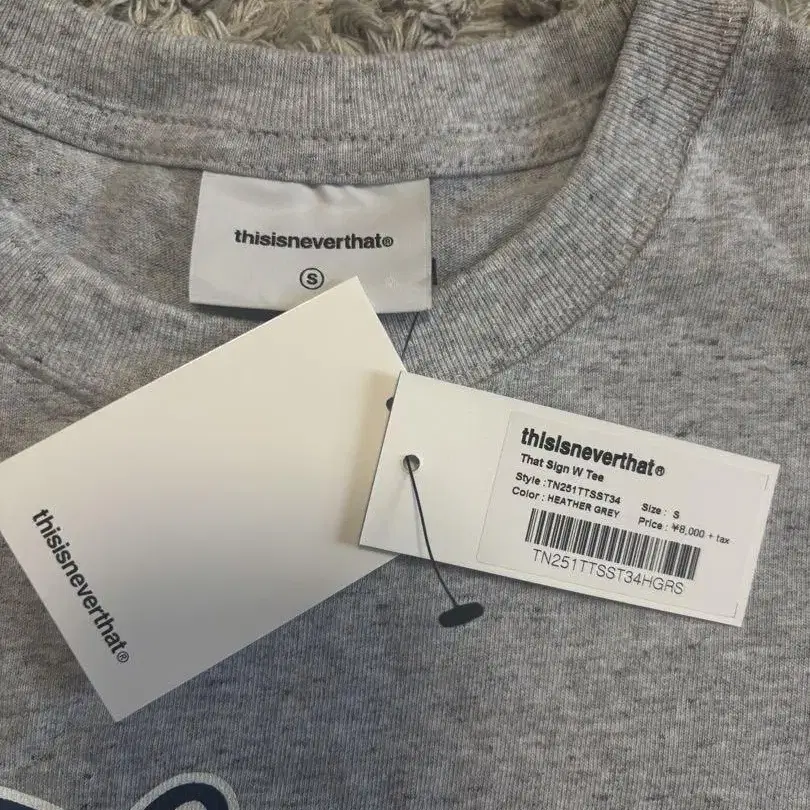 thisisneverthat®
S
thisisneverthat®
thisisneverthat®
That Sign W Tee
Style : TN251TTSST34
Color : HEATHER GREY
Size : S
Price : ¥8,000 + tax
TN251TTSST34HGRS